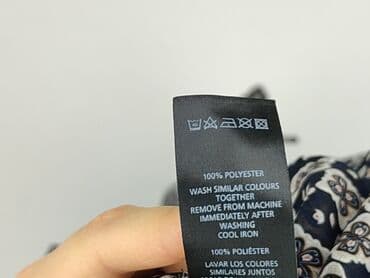 100% POLYESTER
WASH SIMILAR COLOURS
TOGETHER
REMOVE FROM MACHINE
IMMEDIATELY AFTER
WASHING
COOL IRON
100% POLIÉSTER
LAVAR LOS COLORES
SIMILARES JUNTOS